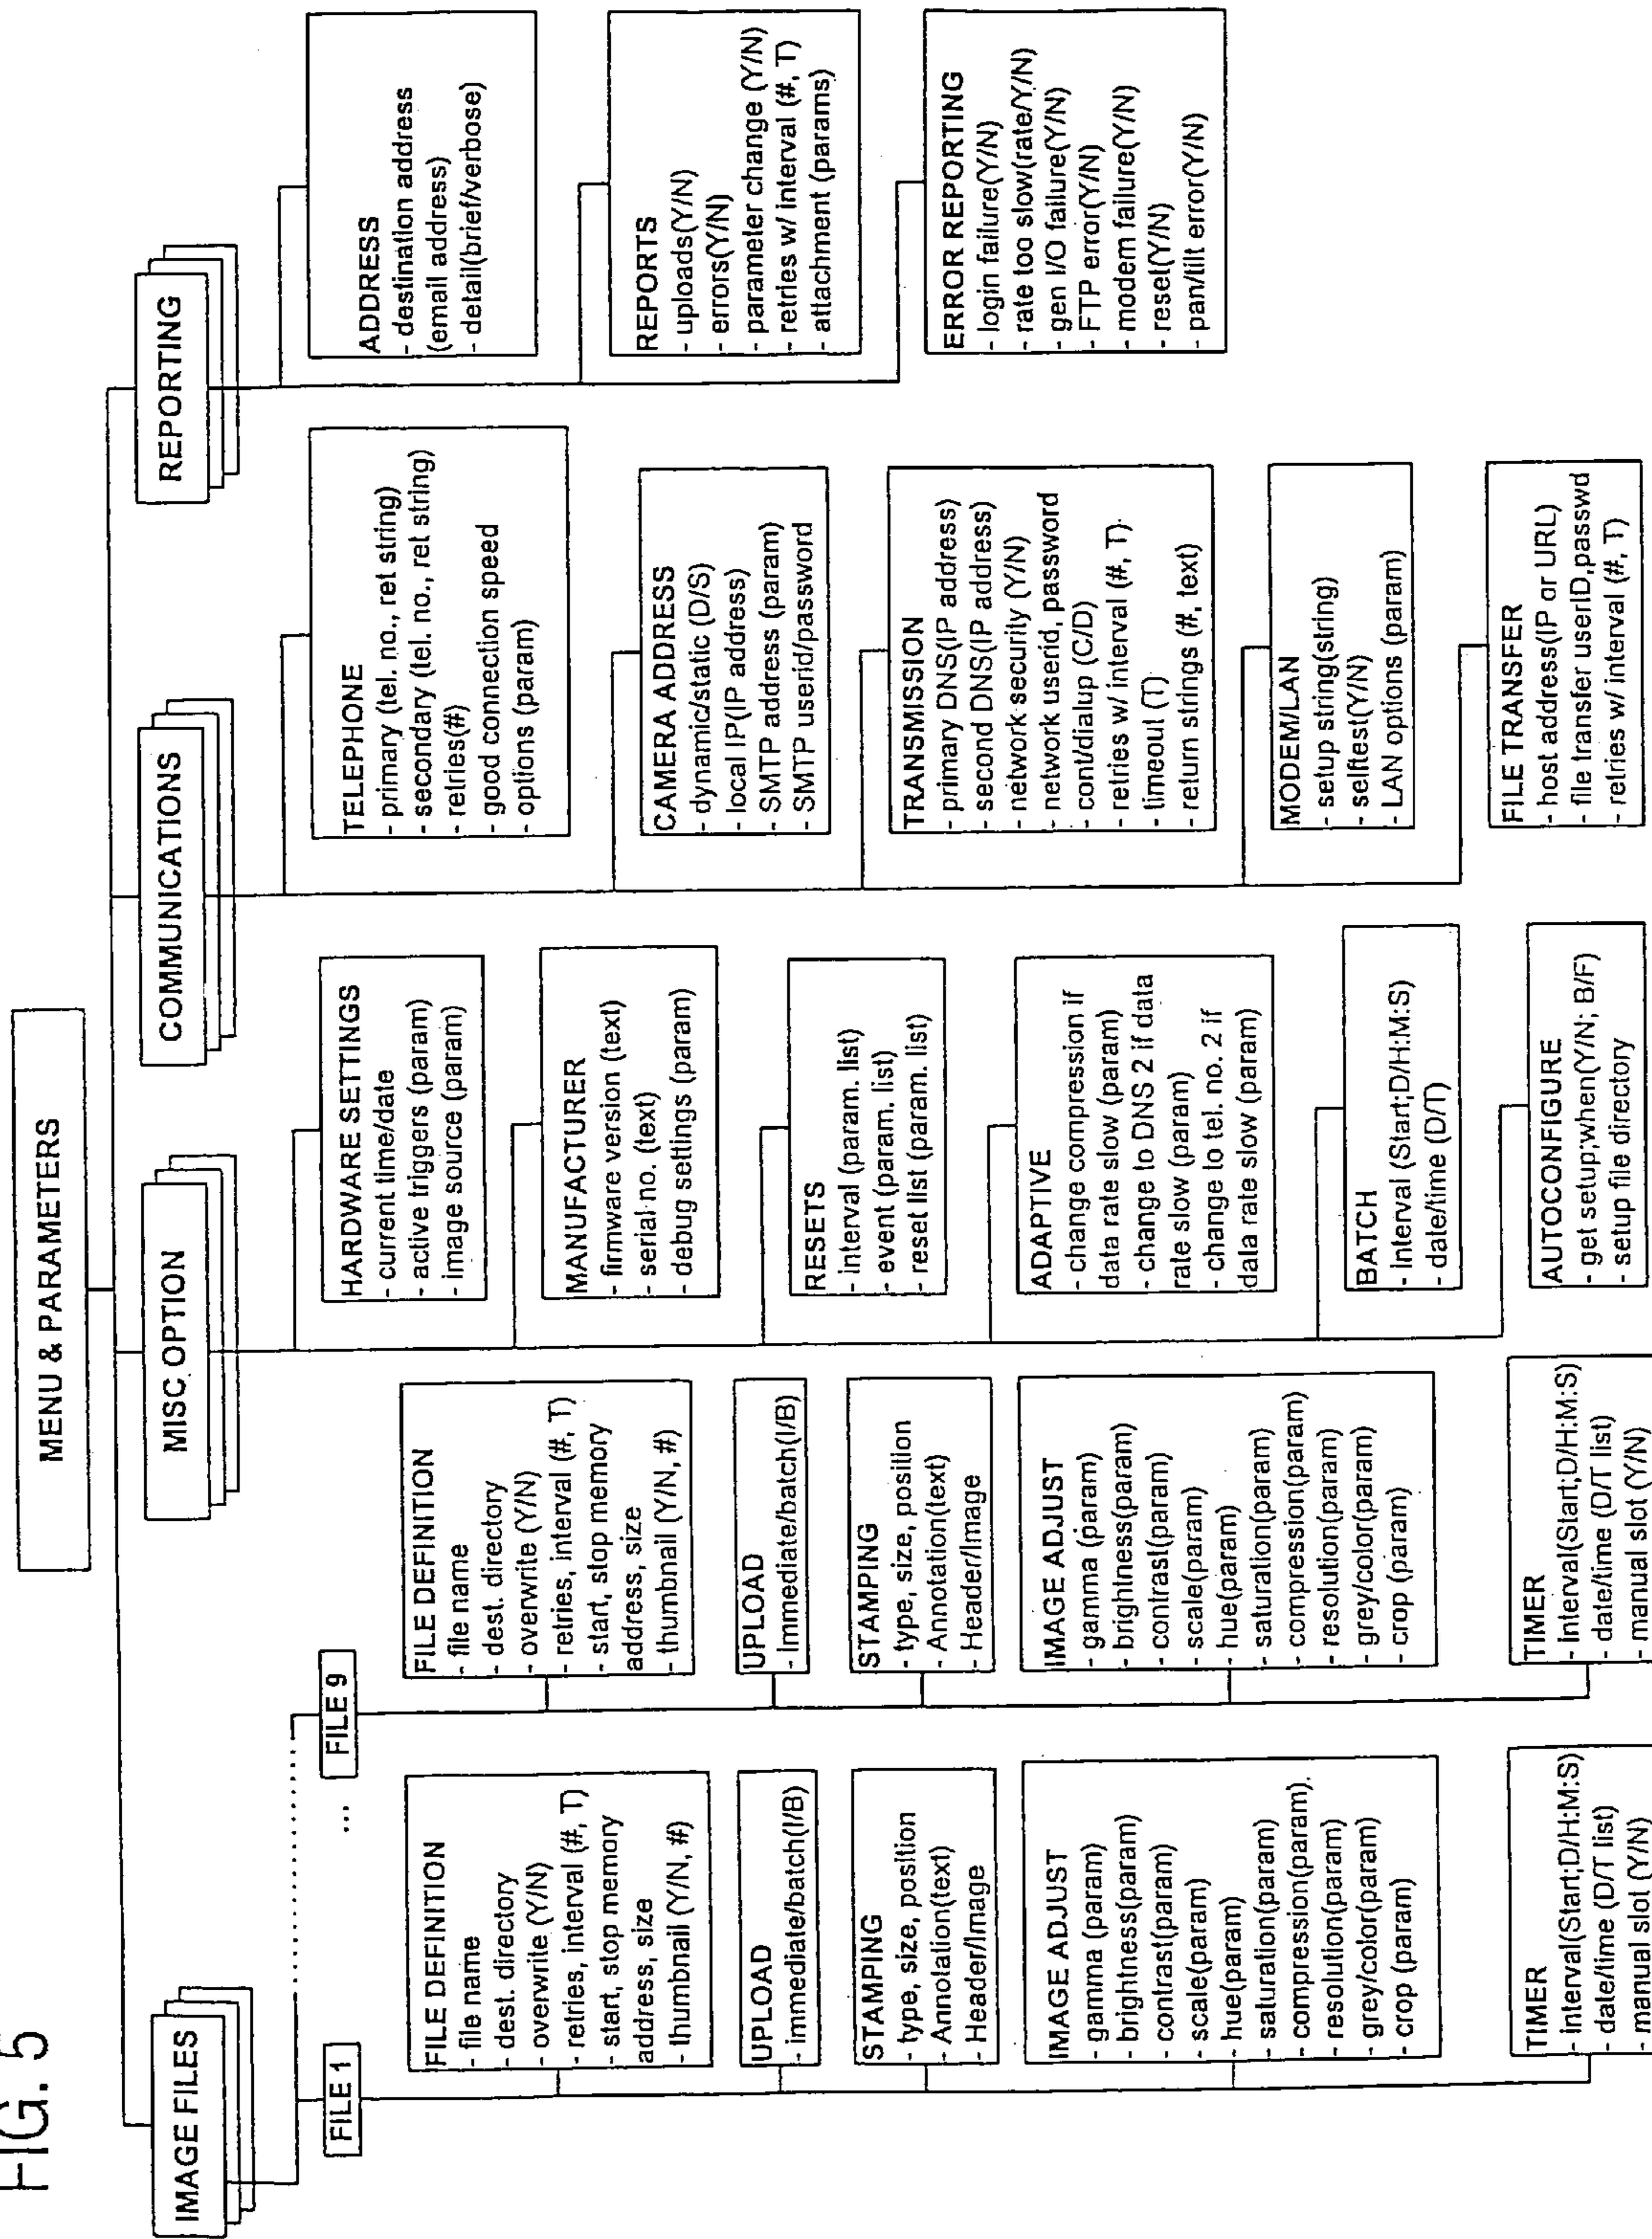 FIG. 5
MENU & PARAMETERS
IMAGE FILES
FILE 1
FILE DEFINITION
- file name
- dest. directory
- overwrite (Y/N)
- retries, interval (#, T)
- start, stop memory
address, size
- thumbnail (Y/N, #)
UPLOAD
- immediate/batch(I/B)
STAMPING
- type, size, position
- Annotation(text)
- Header/Image
IMAGE ADJUST
- gamma (param)
- brightness(param)
- contrast(param)
- scale(param)
- hue(param)
- saturation(param)
- compression(param).
- resolution(param)
- grey/color(param)
- crop (param)
TIMER
- interval(Start;D/H:M:S)
- date/time (D/T list)
- manual slot (Y/N)
...
FILE 9
FILE DEFINITION
- file name
- dest. directory
- overwrite (Y/N)
- retries, interval (#, T)
- start, stop memory
address, size
- thumbnail (Y/N, #)
UPLOAD
- Immediate/batch(I/B)
STAMPING
- type, size, position
- Annotation(text)
- Header/Image
IMAGE ADJUST
- gamma (param)
- brightness(param)
- contrast(param)
- scale(param)
- hue(param)
- saturation(param)
- compression(param)
- resolution(param)
- grey/color(param)
- crop (param)
TIMER
- Interval(Start;D/H:M:S)
- date/time (D/T list)
- manual slot (Y/N)
MISC OPTION
HARDWARE SETTINGS
- current time/date
- active triggers (param)
- image source (param)
MANUFACTURER
- firmware version (text)
- serial no. (text)
- debug settings (param)
RESETS
- interval (param. list)
- event (param. list)
- reset list (param. list)
ADAPTIVE
- change compression if
data rate slow (param)
- change to DNS 2 if data
rate slow (param)
- change to tel. no. 2 if
data rate slow (param)
BATCH
- Interval (Start;D/H:M:S)
- date/time (D/T)
AUTOCONFIGURE
- get setup;when(Y/N; B/F)
- setup file directory
COMMUNICATIONS
TELEPHONE
- primary (tel. no., ret string)
- secondary (tel. no., ret string)
- retries(#)
- good connection speed
- options (param)
CAMERA ADDRESS
- dynamic/static (D/S)
- local IP(IP address)
- SMTP address (param)
- SMTP userid/password
TRANSMISSION
- primary DNS(IP address)
- second DNS(IP address)
- network security (Y/N)
- network userid, password
- cont/dialup (C/D)
- retries w/ interval (#, T).
- timeout (T)
- return strings (#, text)
MODEM/LAN
- setup string(string)
- selftest(Y/N)
- LAN options (param)
FILE TRANSFER
- host address(IP or URL)
- file transfer userID,passwd
- retries w/ interval (#, T)
REPORTING
ADDRESS
- destination address
(email address)
- detail(brief/verbose)
REPORTS
- uploads(Y/N)
- errors(Y/N)
- parameter change (Y/N)
- retries w/ interval (#, T)
- attachment (params)
ERROR REPORTING
- login failure(Y/N)
- rate too slow(rate/Y/N)
- gen I/O failure(Y/N)
- FTP error(Y/N)
- modem failure(Y/N)
- reset(Y/N)
- pan/tilt error(Y/N)